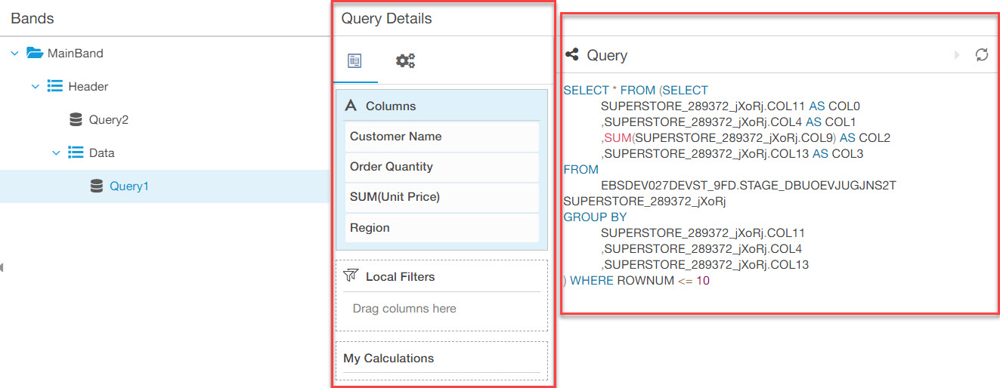 Bands
MainBand
Header
Query2
Data
Query1
Query Details
Columns
Customer Name
Order Quantity
SUM(Unit Price)
Region
Local Filters
Drag columns here
My Calculations
Query
SELECT * FROM (SELECT
SUPERSTORE_289372_jXoRj.COL11 AS COL0
,SUPERSTORE_289372_jXoRj.COL4 AS COL1
,SUM(SUPERSTORE_289372_jXoRj.COL9) AS COL2
,SUPERSTORE_289372_jXoRj.COL13 AS COL3
FROM
EBSDEV027DEVST_9FD.STAGE_DBUOEVJUGJNS2T
SUPERSTORE_289372_jXoRj
GROUP BY
SUPERSTORE_289372_jXoRj.COL11
,SUPERSTORE_289372_jXoRj.COL4
,SUPERSTORE_289372_jXoRj.COL13
) WHERE ROWNUM <= 10